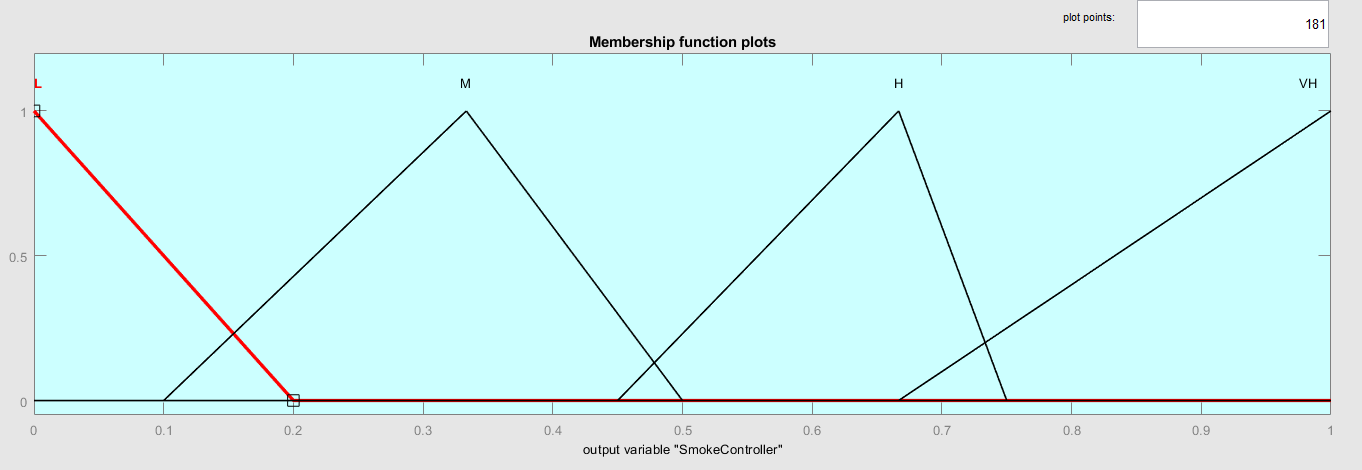 plot points:
181
Membership function plots
L
M
H
VH
1
0.5
0
0
0.1
0.2
0.3
0.4
0.5
0.6
0.7
0.8
0.9
1
output variable "SmokeController"